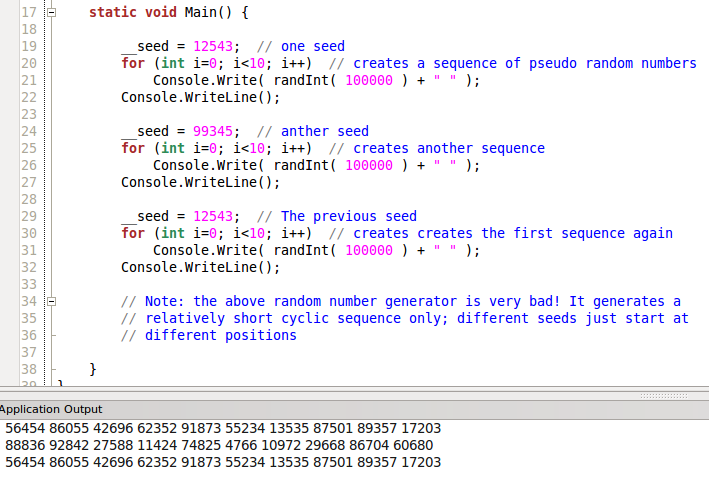 17 static void Main() {
18
19 __seed = 12543; // one seed
20 for (int i=0; i<10; i++) // creates a sequence of pseudo random numbers
21 Console.Write( randInt( 100000 ) + " " );
22 Console.WriteLine();
23
24 __seed = 99345; // anther seed
25 for (int i=0; i<10; i++) // creates another sequence
26 Console.Write( randInt( 100000 ) + " " );
27 Console.WriteLine();
28
29 __seed = 12543; // The previous seed
30 for (int i=0; i<10; i++) // creates creates the first sequence again
31 Console.Write( randInt( 100000 ) + " " );
32 Console.WriteLine();
33
34 // Note: the above random number generator is very bad! It generates a
35 // relatively short cyclic sequence only; different seeds just start at
36 // different positions
37
38 }
39 }
Application Output
56454 86055 42696 62352 91873 55234 13535 87501 89357 17203
88836 92842 27588 11424 74825 4766 10972 29668 86704 60680
56454 86055 42696 62352 91873 55234 13535 87501 89357 17203